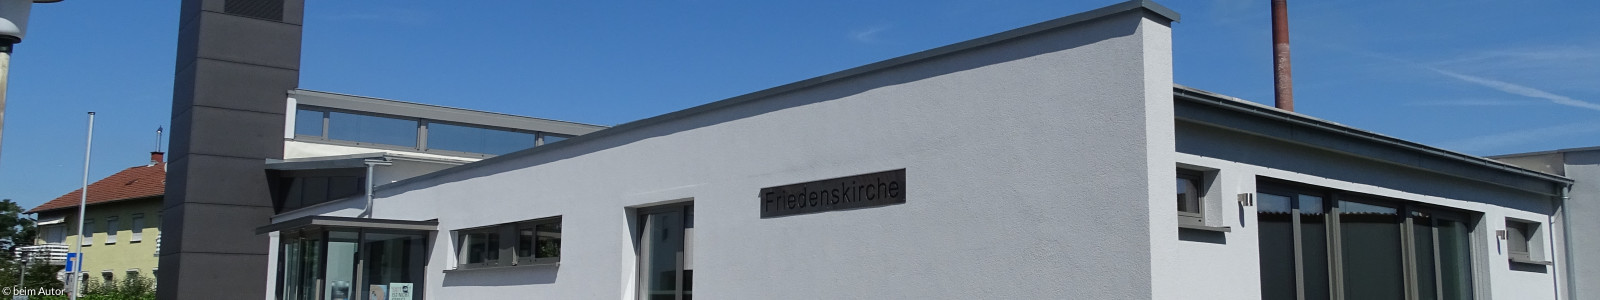 Friedenskirche
© beim Autor